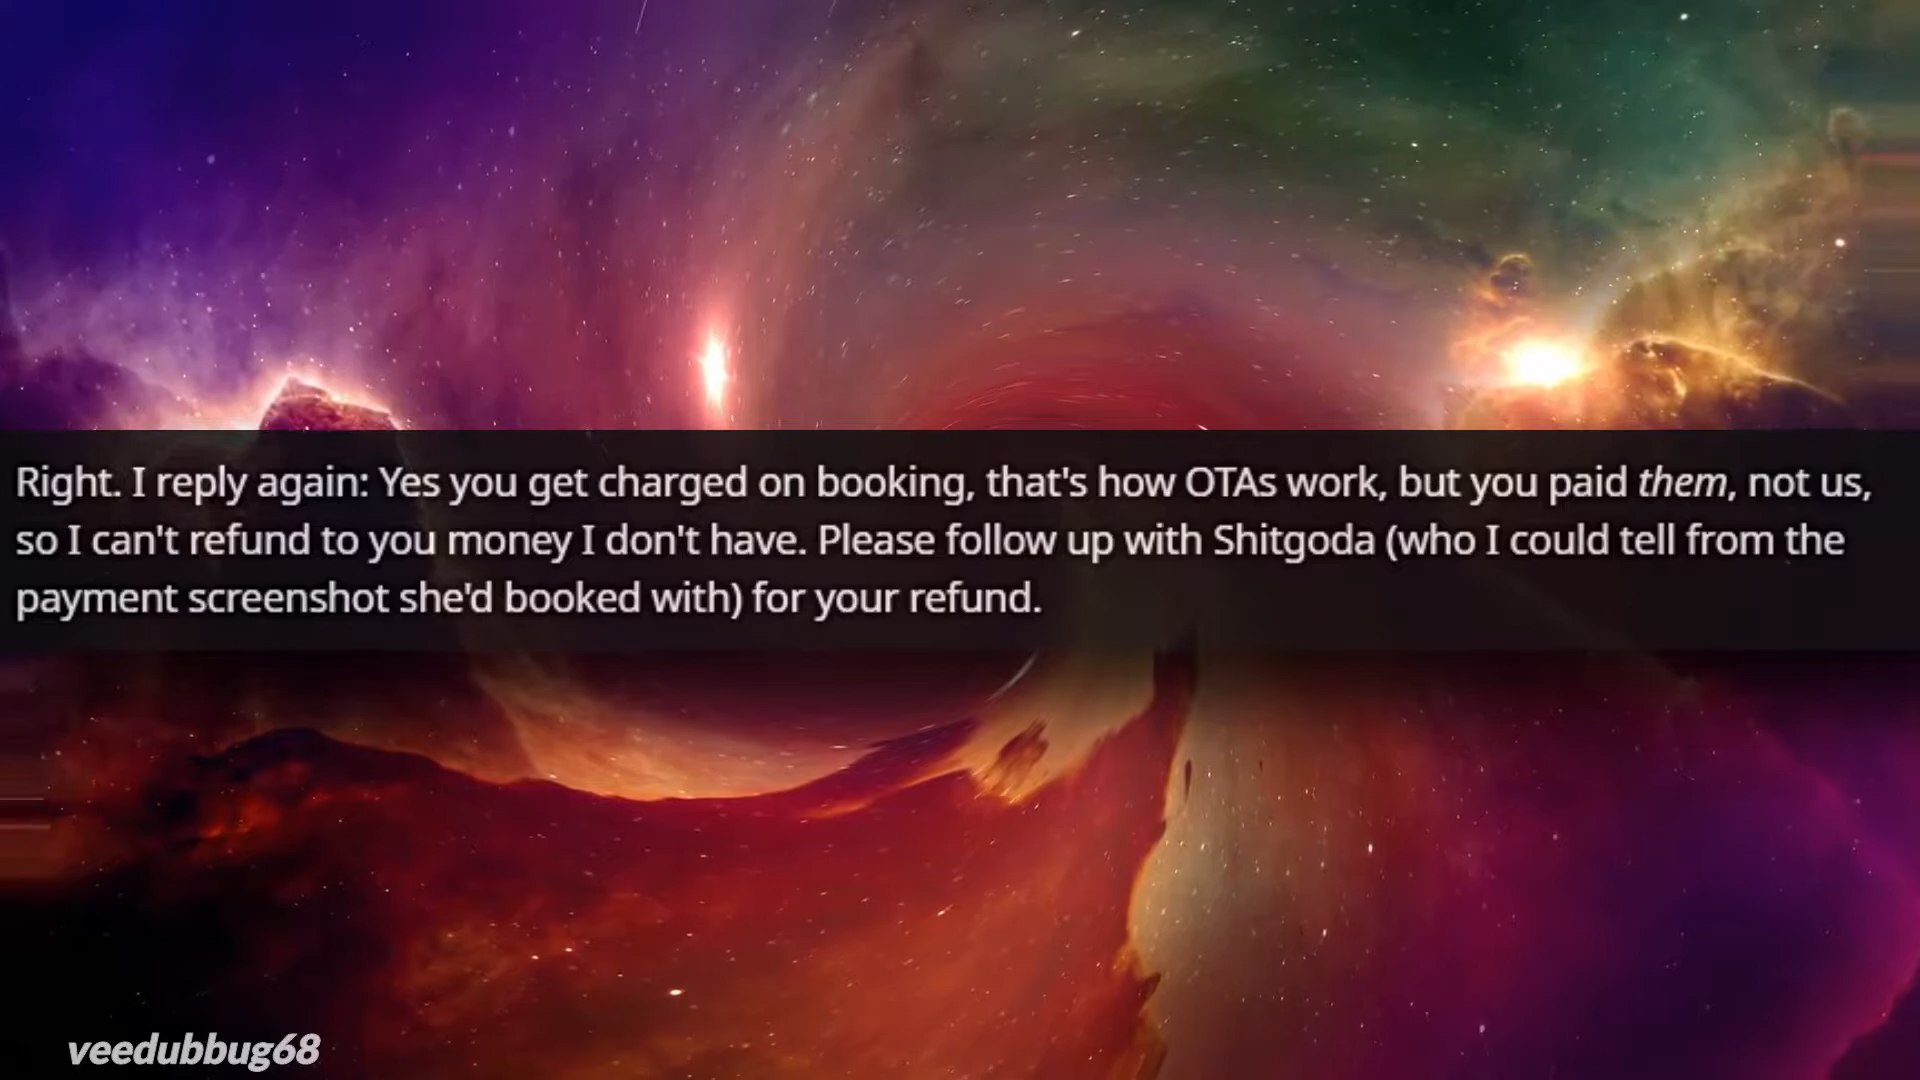 Right. I reply again: Yes you get charged on booking, that's how OTAs work, but you paid them, not us,
so I can't refund to you money I don't have. Please follow up with Shitgoda (who I could tell from the
payment screenshot she'd booked with) for your refund.
veedubbug68